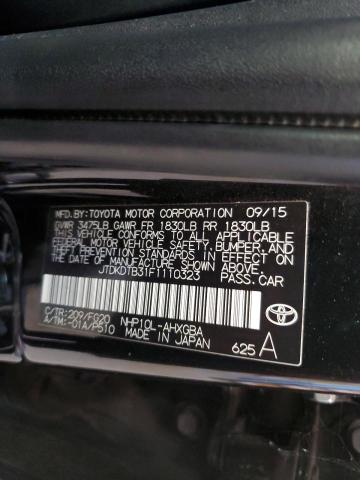 MFD.BY:TOYOTA MOTOR CORPORATION 09/15
GVWR 3475LB GAWR FR 1830LB RR 1830LB
THIS VEHICLE CONFORMS TO ALL APPLICABLE
FEDERAL MOTOR VEHICLE SAFETY, BUMPER, AND
THEFT PREVENTION STANDARDS IN EFFECT ON
THE DATE OF MANUFACTURE SHOWN ABOVE.
JTDKDTB31F1110323 PASS.CAR
C/TR:209/FG20 NHP10L-AHXGBA
A/TM:-01A/P510 MADE IN JAPAN 625 A
TOYOTA